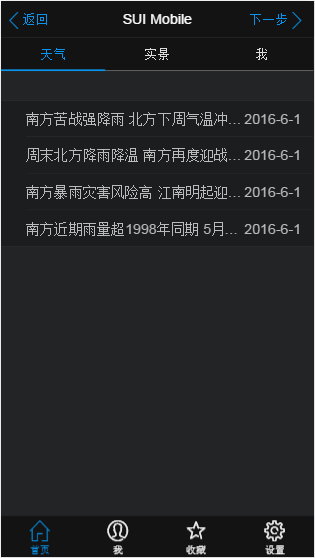 返回 SUI Mobile 下一步
天气 实景 我
南方苦战强降雨 北方下周气温冲... 2016-6-1
周末北方降雨降温 南方再度迎战... 2016-6-1
南方暴雨灾害风险高 江南明起迎... 2016-6-1
南方近期雨量超1998年同期 5月... 2016-6-1
首页 我 收藏 设置